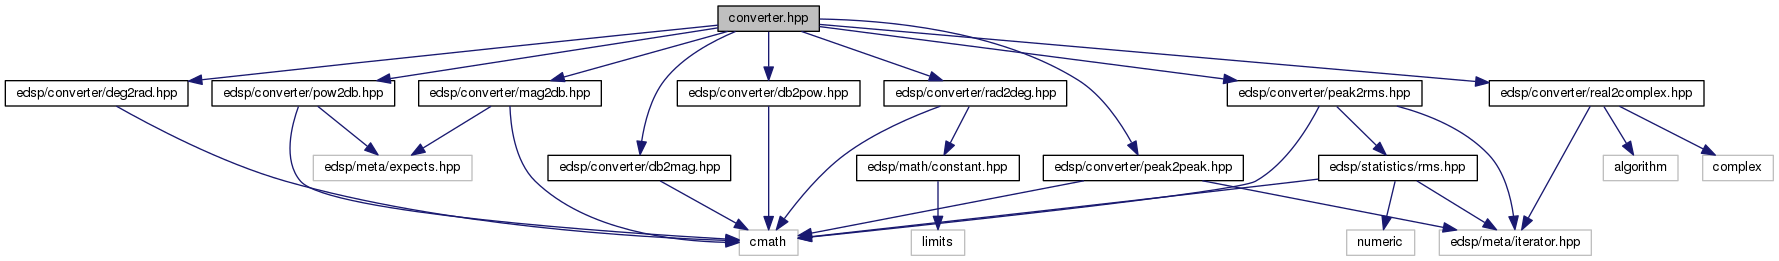 converter.hpp
edsp/converter/deg2rad.hpp
edsp/converter/pow2db.hpp
edsp/converter/mag2db.hpp
edsp/converter/db2pow.hpp
edsp/converter/rad2deg.hpp
edsp/converter/peak2rms.hpp
edsp/converter/real2complex.hpp
edsp/meta/expects.hpp
edsp/converter/db2mag.hpp
edsp/math/constant.hpp
edsp/converter/peak2peak.hpp
edsp/statistics/rms.hpp
algorithm
complex
cmath
limits
numeric
edsp/meta/iterator.hpp